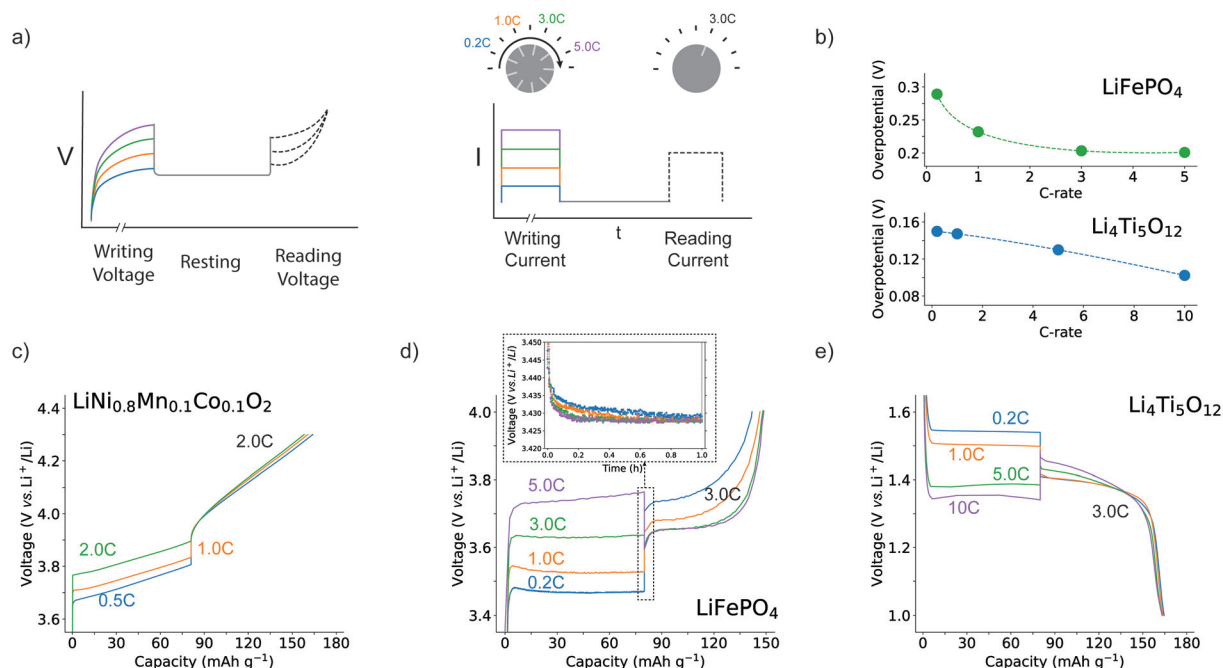 a)
0.2C
1.0C
3.0C
5.0C
3.0C
V
Writing
Voltage
Resting
Reading
Voltage
I
Writing
Current
t
Reading
Current
b)
LiFePO4
Overpotential (V)
0.3
0.25
0.2
0 1 2 3 4 5
C-rate
Li4Ti5O12
Overpotential (V)
0.16
0.12
0.08
0 2 4 6 8 10
C-rate
c)
LiNi0.8Mn0.1Co0.1O2
Voltage (V vs.Li+/Li)
4.4
4.2
4.0
3.8
3.6
2.0C
2.0C
1.0C
0.5C
0 30 60 90 120 150 180
Capacity (mAh g−1)
d)
Voltage (V vs.Li+/Li)
3.450
3.445
3.440
3.435
3.430
3.425
3.420
0.0 0.2 0.4 0.6 0.8 1.0
Time (h)
Voltage (V vs.Li+/Li)
4.0
3.8
3.6
3.4
5.0C
3.0C
3.0C
1.0C
0.2C
LiFePO4
0 30 60 90 120 150
Capacity (mAh g−1)
e)
Li4Ti5O12
Voltage (V vs.Li+/Li)
1.6
1.4
1.2
1.0
0.2C
1.0C
5.0C
10C
3.0C
0 30 60 90 120 150 180
Capacity (mAh g−1)